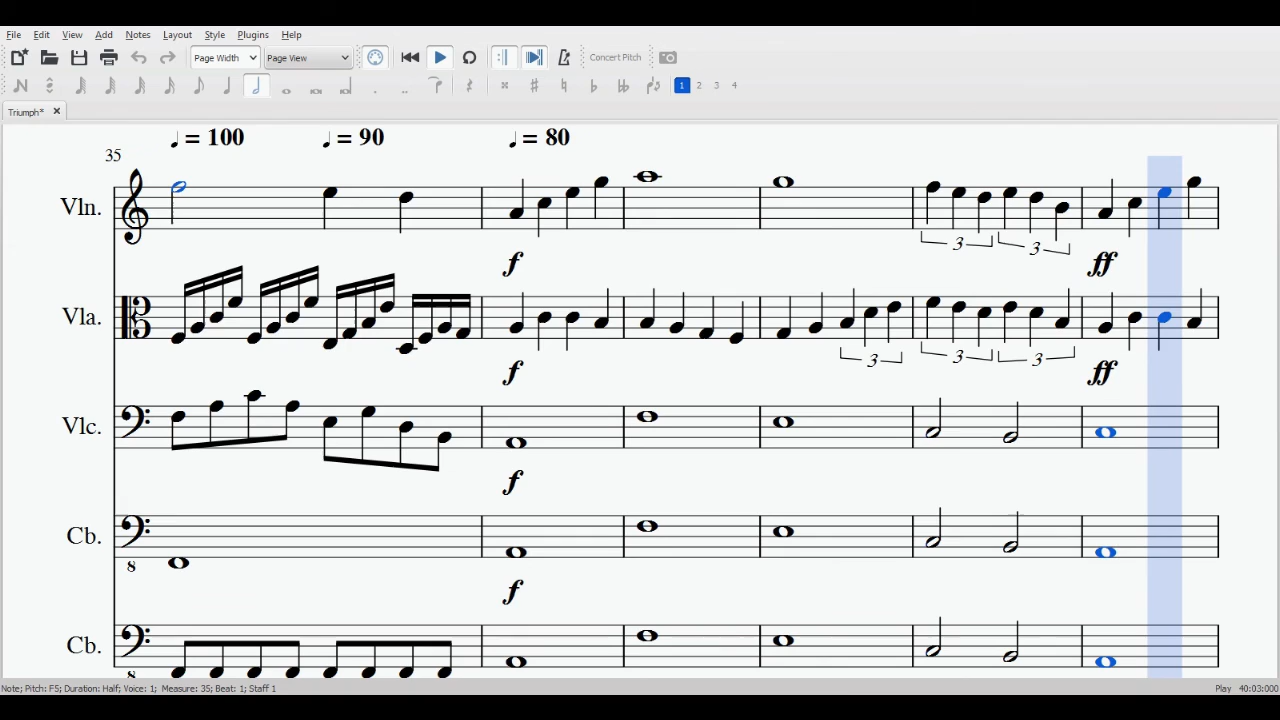 File Edit View Add Notes Layout Style Plugins Help
Page Width Page View Concert Pitch
1 2 3 4
Triumph*
= 100 = 90 = 80
35
Vln.
3 3
f ff
Vla.
3 3 3
f ff
Vlc.
f
Cb.
8
f
Cb.
8
Note; Pitch: F5; Duration: Half; Voice: 1; Measure: 35; Beat: 1; Staff 1 Play 40:03:000